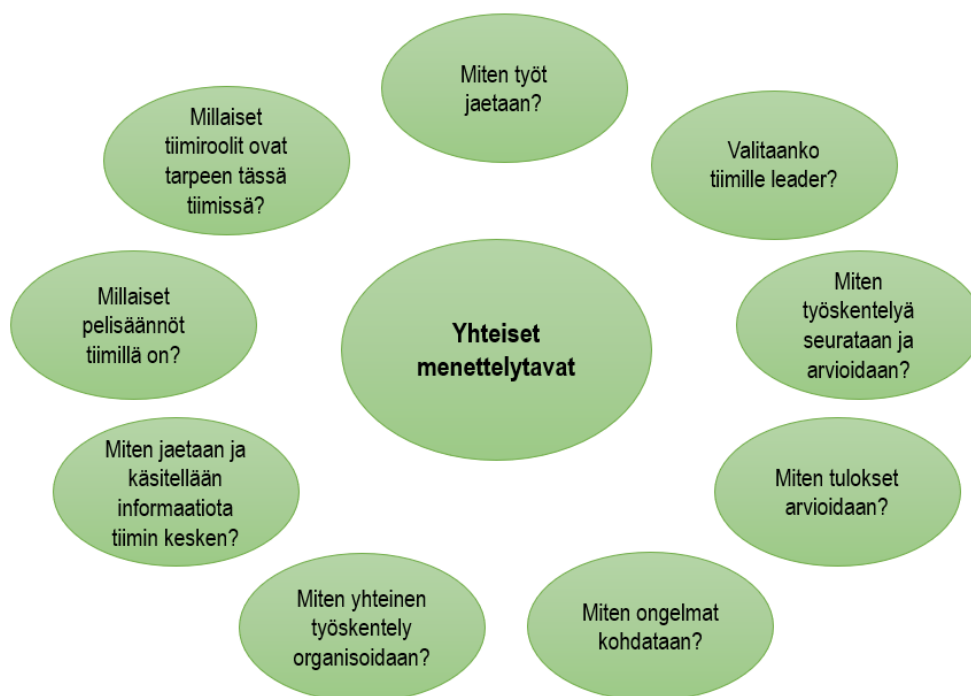 Miten työt
jaetaan?
Valitaanko
tiimille leader?
Miten
työskentelyä
seurataan ja
arvioidaan?
Miten tulokset
arvioidaan?
Miten ongelmat
kohdataan?
Miten yhteinen
työskentely
organisoidaan?
Miten jaetaan ja
käsitellään
informaatiota
tiimin kesken?
Millaiset
pelisäännöt
tiimillä on?
Millaiset
tiimiroolit ovat
tarpeen tässä
tiimissä?
Yhteiset
menettelytavat